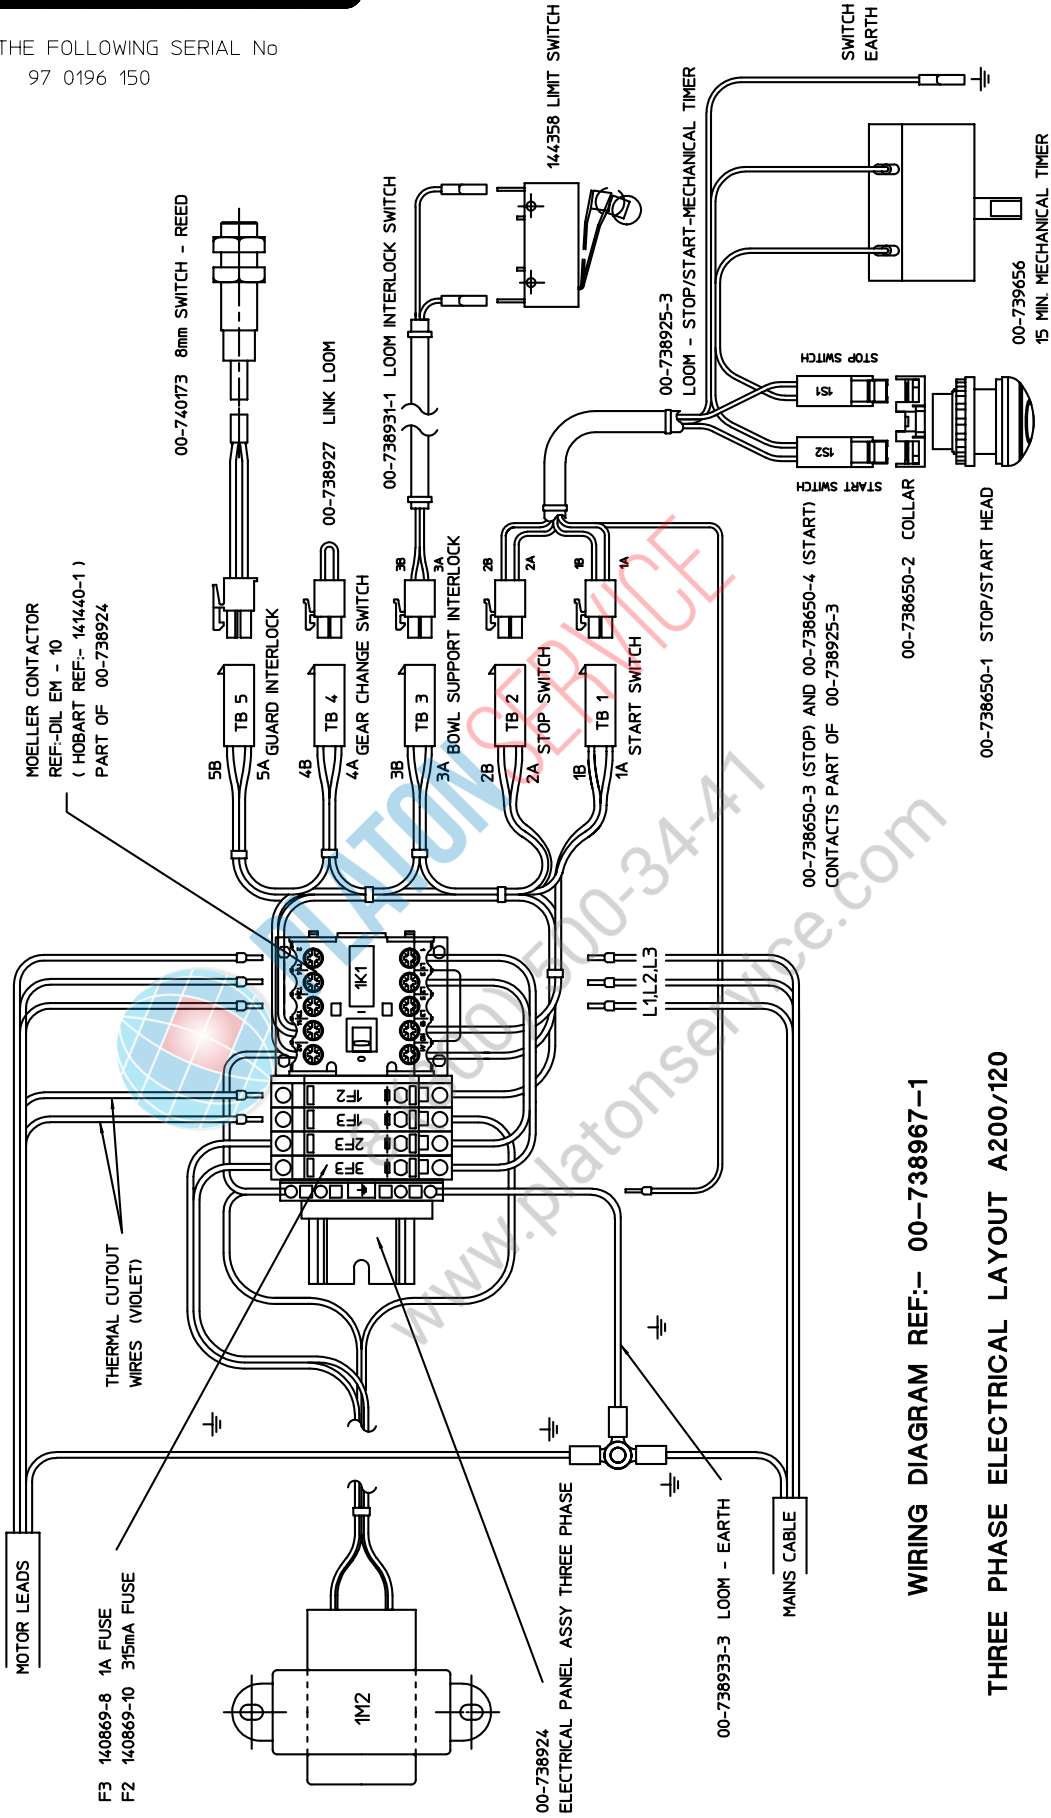 THE FOLLOWING SERIAL No
97 0196 150
MOTOR LEADS
THERMAL CUTOUT
WIRES (VIOLET)
F3 140869-8 1A FUSE
F2 140869-10 315mA FUSE
MOELLER CONTACTOR
REF:-DIL EM - 10
( HOBART REF:- 141440-1 )
PART OF 00-738924
00-740173 8mm SWITCH - REED
00-738927 LINK LOOM
00-738931-1 LOOM INTERLOCK SWITCH
144358 LIMIT SWITCH
SWITCH
EARTH
00-738925-3
LOOM - STOP/START-MECHANICAL TIMER
00-739656
15 MIN. MECHANICAL TIMER
STOP SWITCH
1S1
1S2
START SWITCH
00-738650-3 (STOP) AND 00-738650-4 (START)
CONTACTS PART OF 00-738925-3
00-738650-2 COLLAR
00-738650-1 STOP/START HEAD
TB 5
5B
5A
GUARD INTERLOCK
TB 4
4B
4A
GEAR CHANGE SWITCH
TB 3
3B
3A
3B
3A
BOWL SUPPORT INTERLOCK
TB 2
2B
2A
2B
2A
STOP SWITCH
TB 1
1B
1A
1B
1A
START SWITCH
1K1
1F2
1F3
2F3
3F3
L1,L2,L3
1M2
00-738924
ELECTRICAL PANEL ASSY THREE PHASE
00-738933-3 LOOM - EARTH
MAINS CABLE
WIRING DIAGRAM REF:- 00-738967-1
THREE PHASE ELECTRICAL LAYOUT A200/120
PLATONSERVICE
8(800) 500-34-41
www.platonservice.com